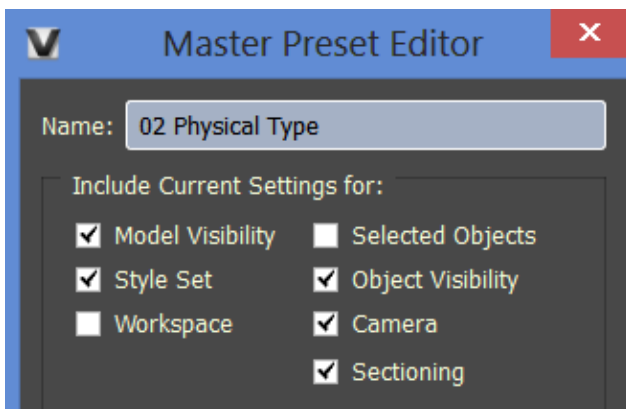 Master Preset Editor
Name: 02 Physical Type
Include Current Settings for:
Model Visibility Selected Objects
Style Set Object Visibility
Workspace Camera
Sectioning